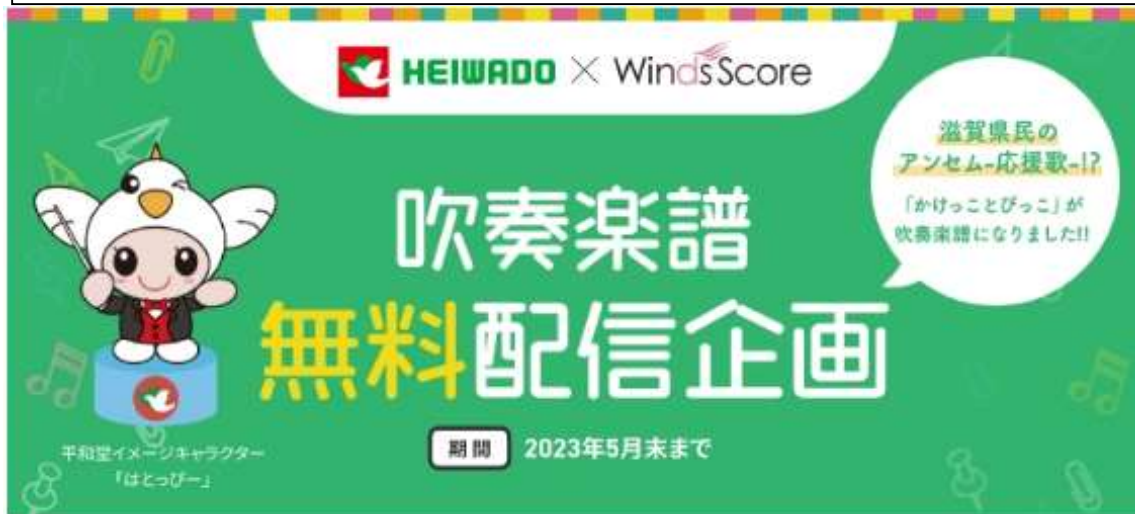 HEIWADO × WindsScore
滋賀県民の
アンセム-応援歌-!?
「かけっことびっこ」が
吹奏楽譜になりました!!
吹奏楽譜
無料配信企画
期間 2023年5月末まで
平和堂イメージキャラクター
「はとっぴー」